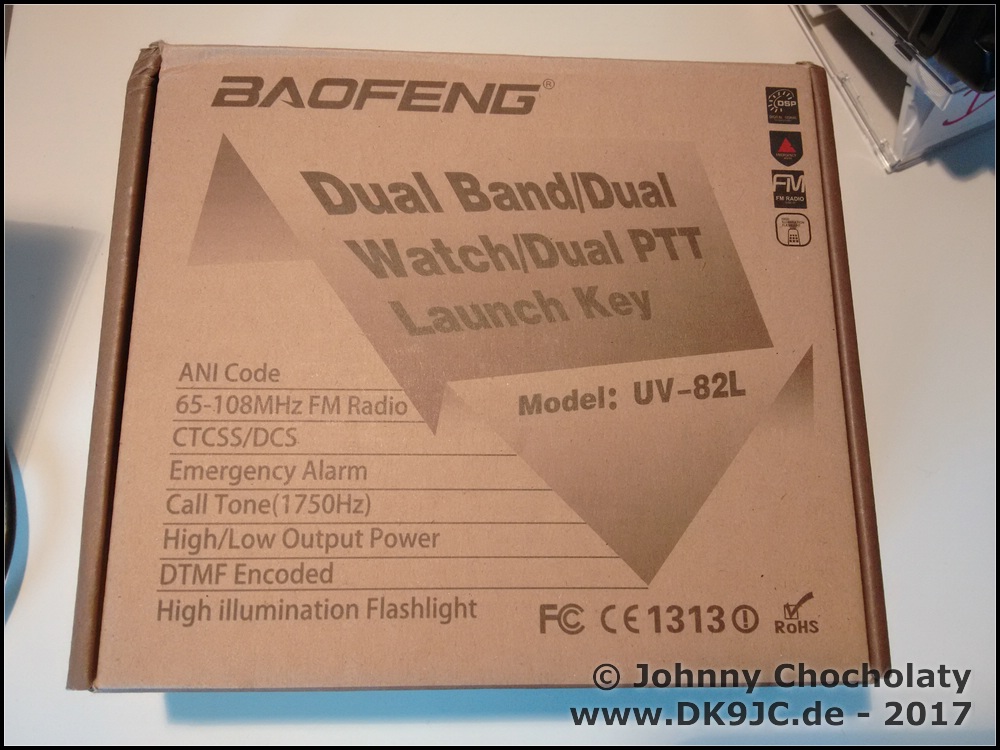 BAOFENG®
DSP
Dual Band/Dual
Watch/Dual PTT
Launch Key
FM
FM RADIO
ANI Code
65-108MHz FM Radio
CTCSS/DCS
Emergency Alarm
Call Tone(1750Hz)
High/Low Output Power
DTMF Encoded
High illumination Flashlight
Model: UV-82L
FC CE1313
RoHS
© Johnny Chocholaty
www.DK9JC.de - 2017